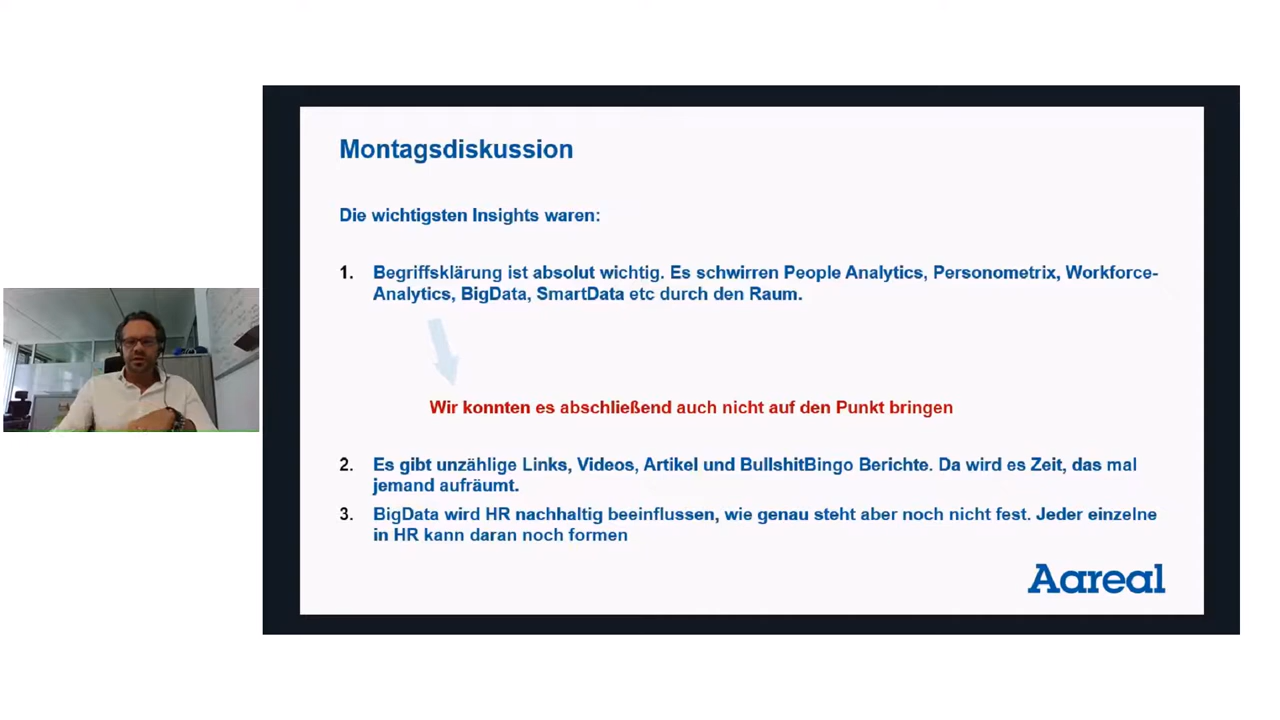 Montagsdiskussion
Die wichtigsten Insights waren:
1. Begriffsklärung ist absolut wichtig. Es schwirren People Analytics, Personometrix, Workforce-
Analytics, BigData, SmartData etc durch den Raum.
Wir konnten es abschließend auch nicht auf den Punkt bringen
2. Es gibt unzählige Links, Videos, Artikel und BullshitBingo Berichte. Da wird es Zeit, das mal
jemand aufräumt.
3. BigData wird HR nachhaltig beeinflussen, wie genau steht aber noch nicht fest. Jeder einzelne
in HR kann daran noch formen
Aareal